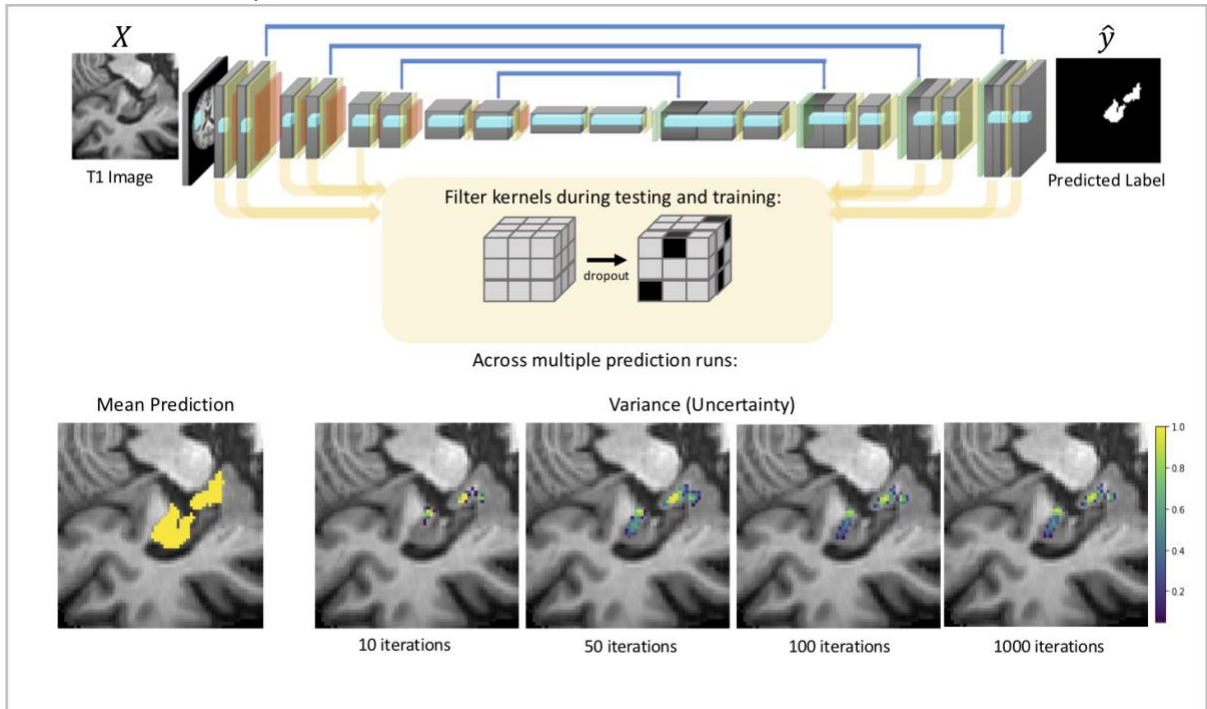 X
ŷ
T1 Image
Predicted Label
Filter kernels during testing and training:
dropout
Across multiple prediction runs:
Mean Prediction
Variance (Uncertainty)
1.0
0.8
0.6
0.4
0.2
10 iterations
50 iterations
100 iterations
1000 iterations